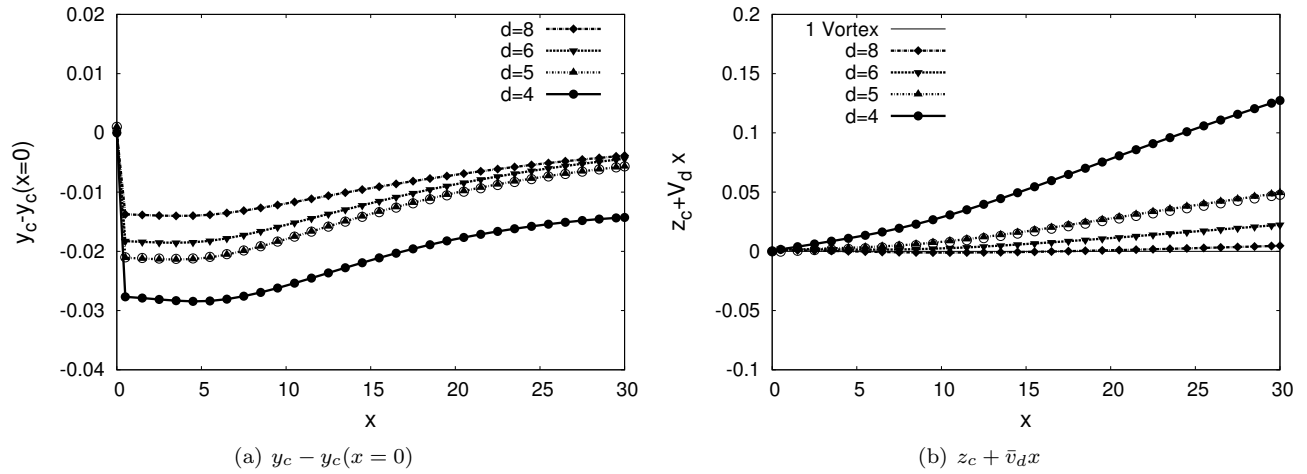 0.02
0.01
0
-0.01
-0.02
-0.03
-0.04
y_c-y_c(x=0)
d=8
d=6
d=5
d=4
0 5 10 15 20 25 30
x
(a) y_c − y_c(x = 0)
0.2
0.15
0.1
0.05
0
-0.05
-0.1
z_c+V_d x
1 Vortex
d=8
d=6
d=5
d=4
0 5 10 15 20 25 30
x
(b) z_c + v̄_d x